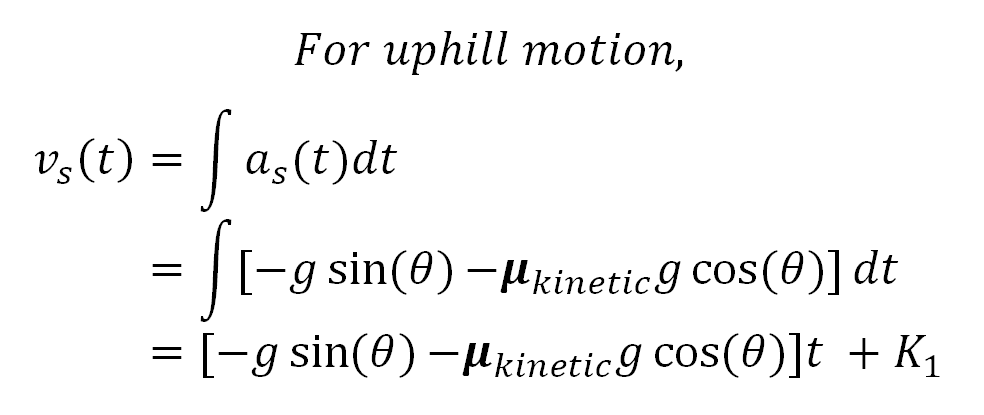 For uphill motion,
v_s(t) = ∫ a_s(t)dt
= ∫ [−g sin(θ) −μ_kinetic g cos(θ)] dt
= [−g sin(θ) −μ_kinetic g cos(θ)]t + K_1